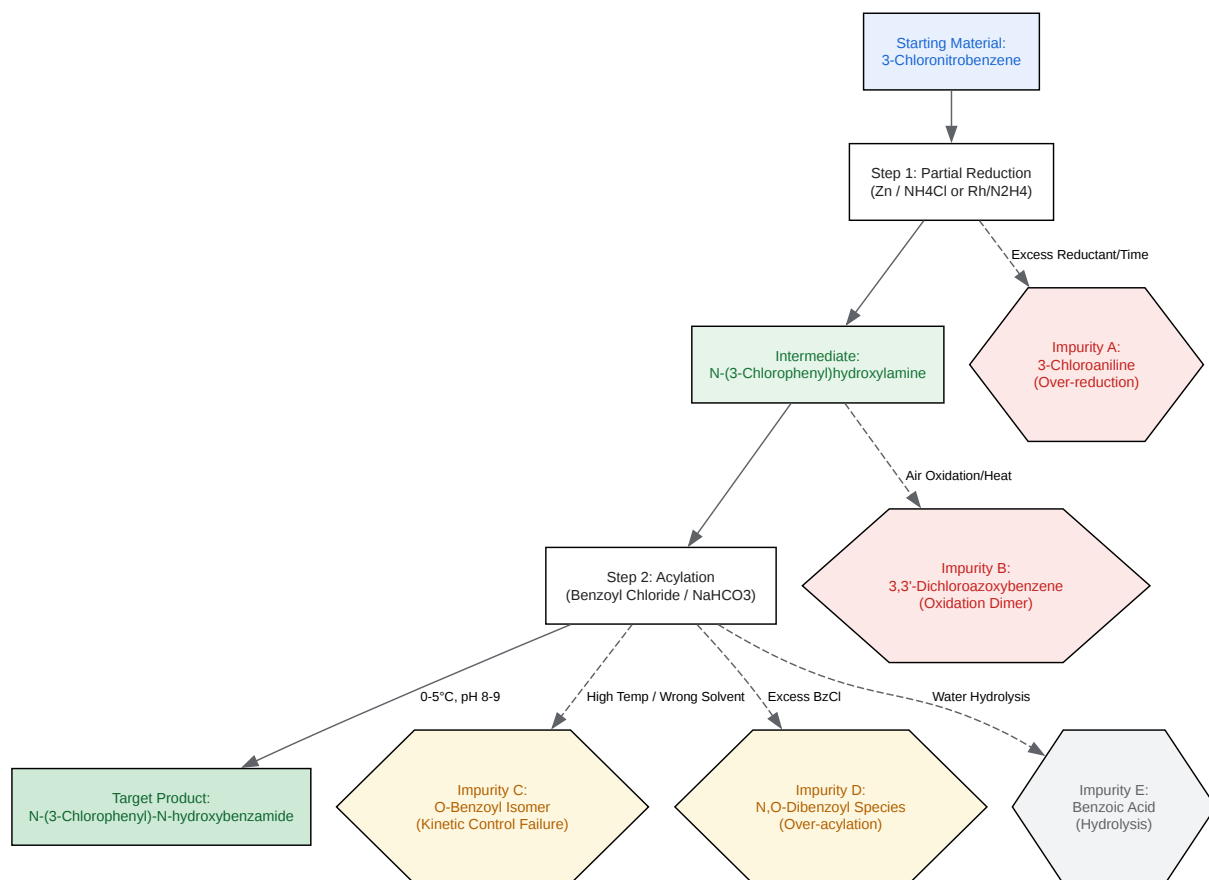 Starting Material:
3-Chloronitrobenzene
Step 1: Partial Reduction
(Zn / NH4Cl or Rh/N2H4)
Excess Reductant/Time
Intermediate:
N-(3-Chlorophenyl)hydroxylamine
Impurity A:
3-Chloroaniline
(Over-reduction)
Air Oxidation/Heat
Step 2: Acylation
(Benzoyl Chloride / NaHCO3)
Impurity B:
3,3'-Dichloroazoxybenzene
(Oxidation Dimer)
0-5°C, pH 8-9
High Temp / Wrong Solvent
Excess BzCl
Water Hydrolysis
Target Product:
N-(3-Chlorophenyl)-N-hydroxybenzamide
Impurity C:
O-Benzoyl Isomer
(Kinetic Control Failure)
Impurity D:
N,O-Dibenzoyl Species
(Over-acylation)
Impurity E:
Benzoic Acid
(Hydrolysis)